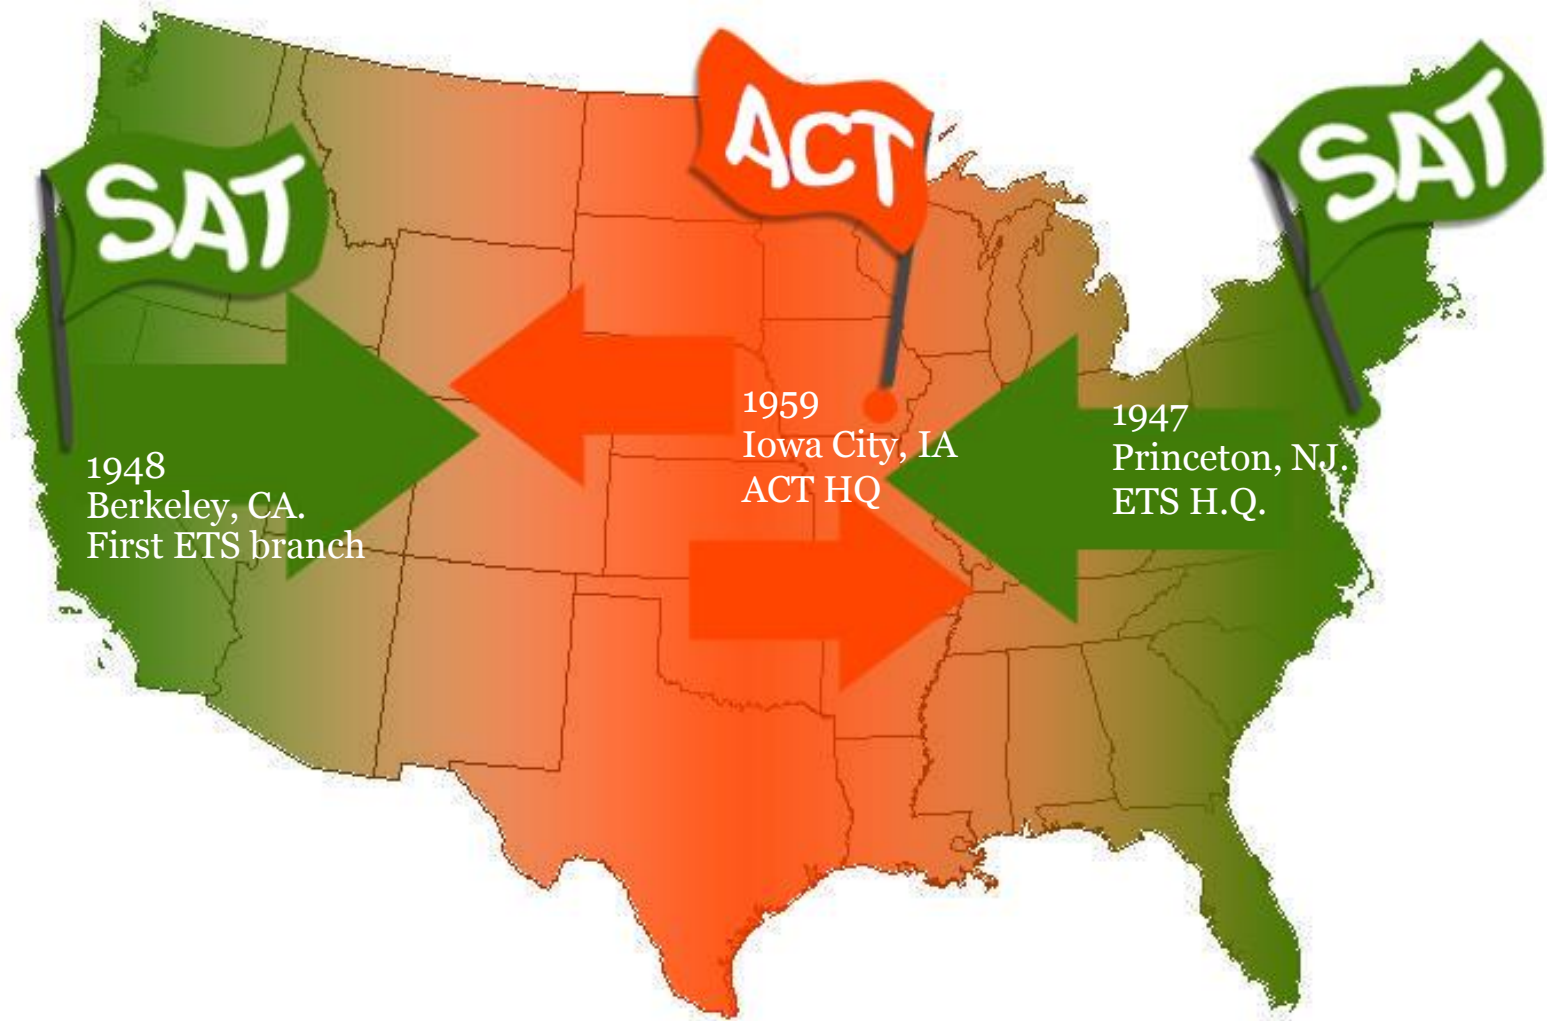 SAT
ACT
SAT
1948
Berkeley, CA.
First ETS branch
1959
Iowa City, IA
ACT HQ
1947
Princeton, NJ.
ETS H.Q.